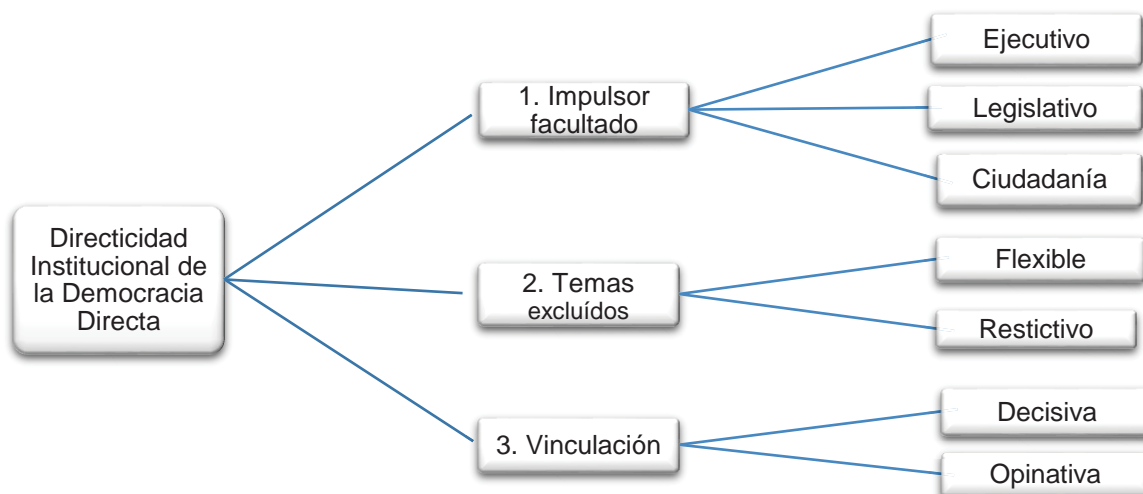 Directicidad
Institucional de
la Democracia
Directa
1. Impulsor
facultado
Ejecutivo
Legislativo
Ciudadanía
2. Temas
excluídos
Flexible
Restictivo
3. Vinculación
Decisiva
Opinativa